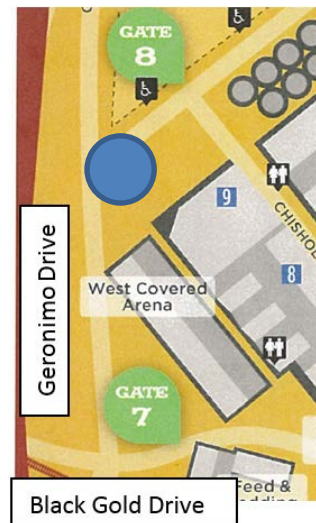 GATE
8
9
CHISHOL
8
West Covered
Arena
Geronimo Drive
GATE
7
Feed &
Black Gold Drive